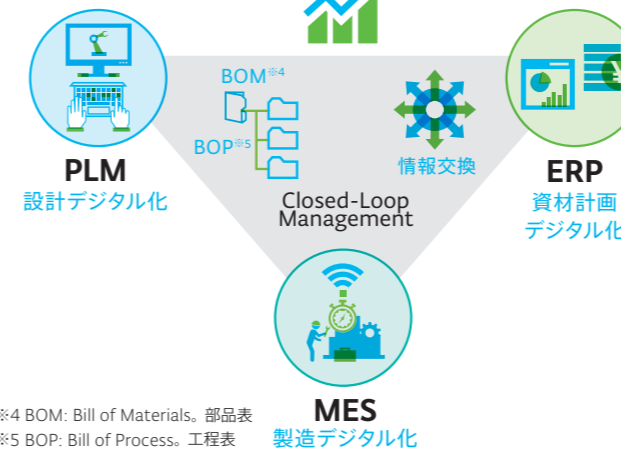 BOM※4
BOP※5
情報交換
PLM
設計デジタル化
Closed-Loop
Management
ERP
資材計画
デジタル化
MES
製造デジタル化
※4 BOM: Bill of Materials。部品表
※5 BOP: Bill of Process。工程表